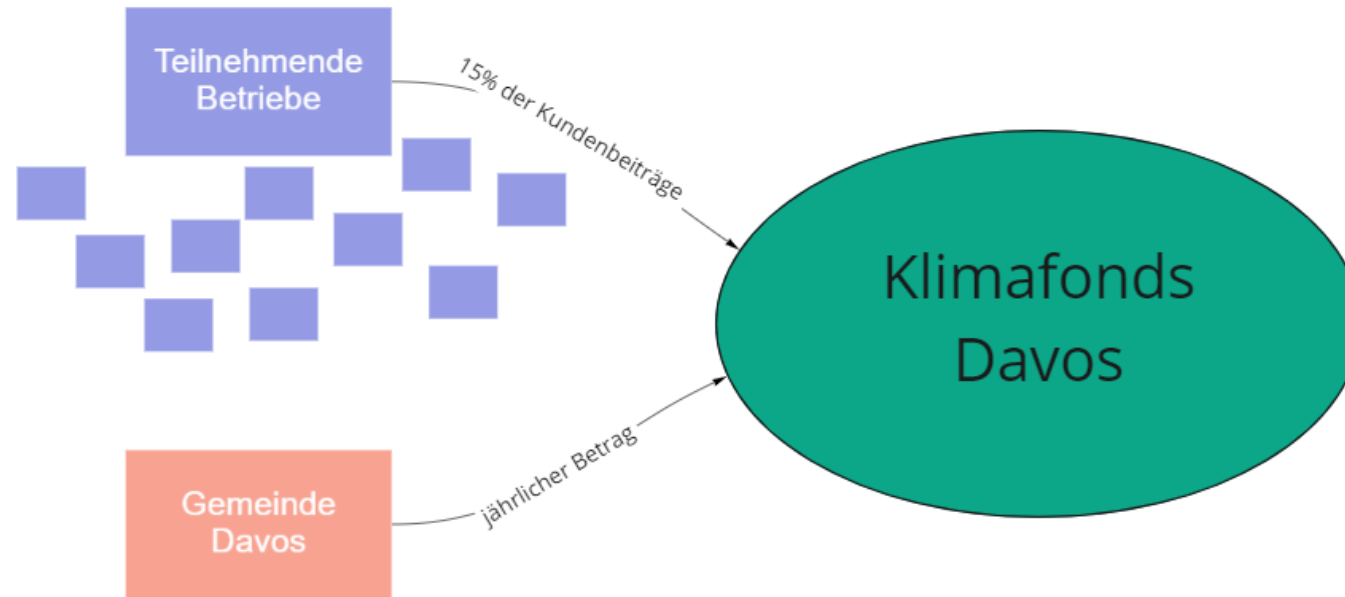 Teilnehmende
Betriebe
15% der Kundenbeiträge
Klimafonds
Davos
jährlicher Betrag
Gemeinde
Davos